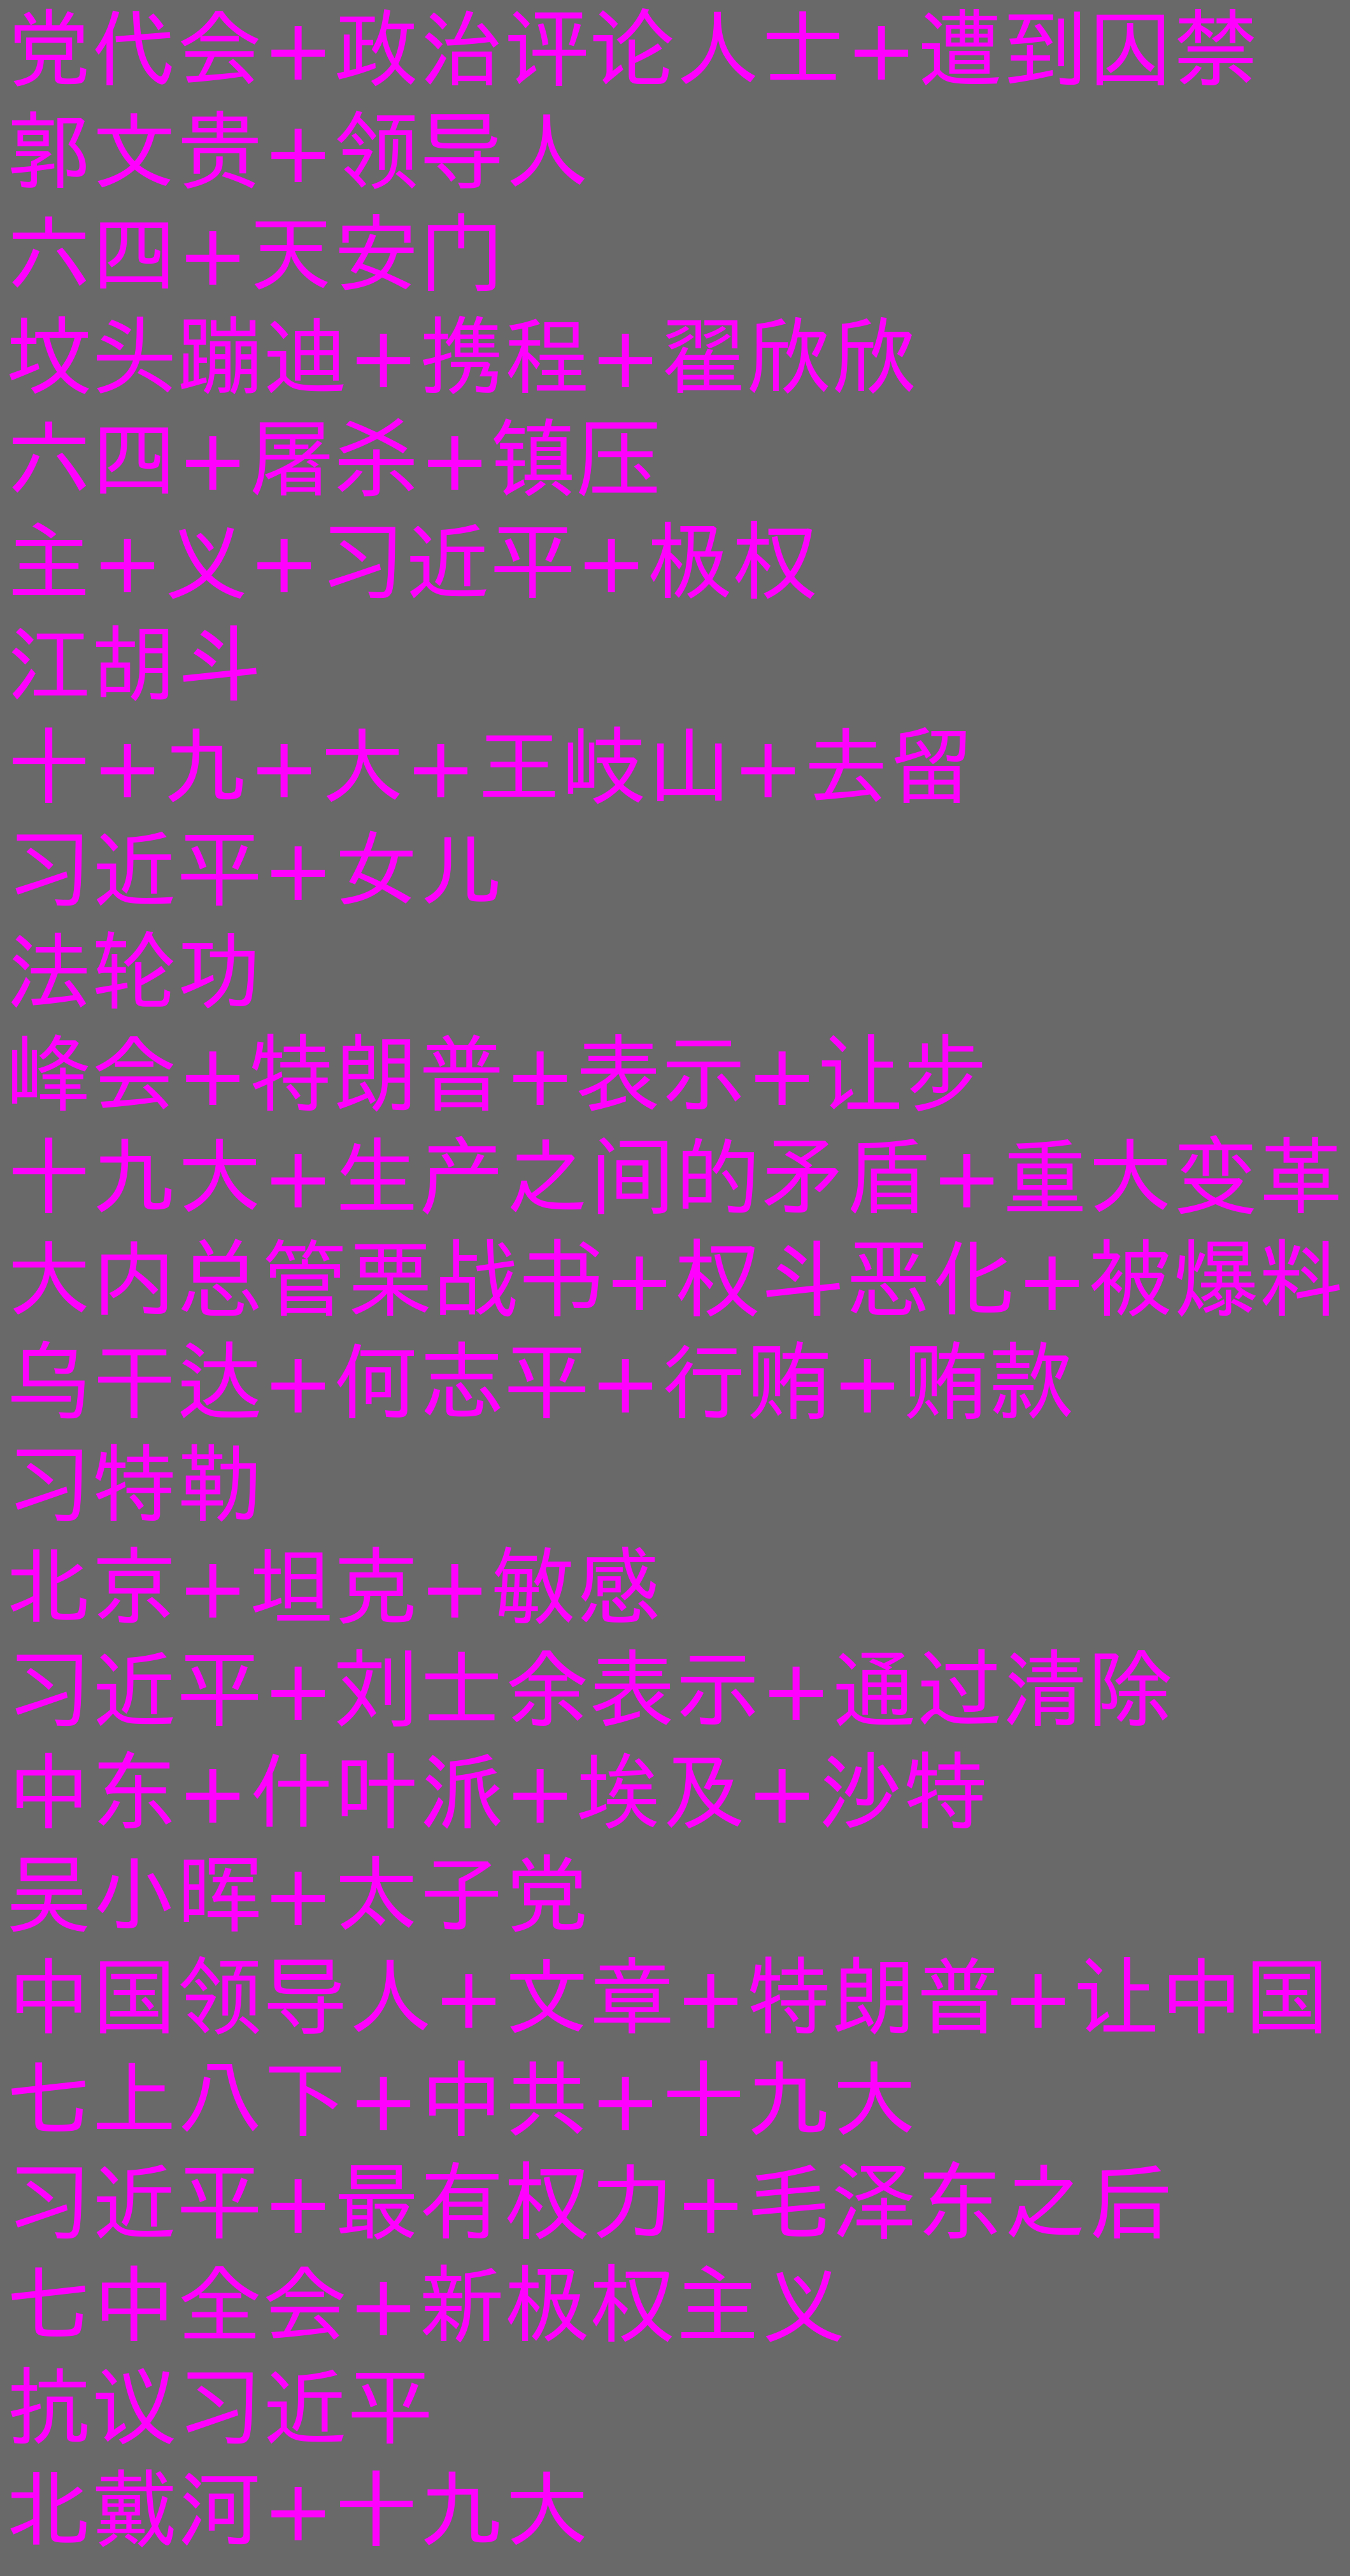 党代会+政治评论人士+遭到囚禁
郭文贵+领导人
六四+天安门
坟头蹦迪+携程+翟欣欣
六四+屠杀+镇压
主+义+习近平+极权
江胡斗
十+九+大+王岐山+去留
习近平+女儿
法轮功
峰会+特朗普+表示+让步
十九大+生产之间的矛盾+重大变革
大内总管栗战书+权斗恶化+被爆料
乌干达+何志平+行贿+贿款
习特勒
北京+坦克+敏感
习近平+刘士余表示+通过清除
中东+什叶派+埃及+沙特
吴小晖+太子党
中国领导人+文章+特朗普+让中国
七上八下+中共+十九大
习近平+最有权力+毛泽东之后
七中全会+新极权主义
抗议习近平
北戴河+十九大